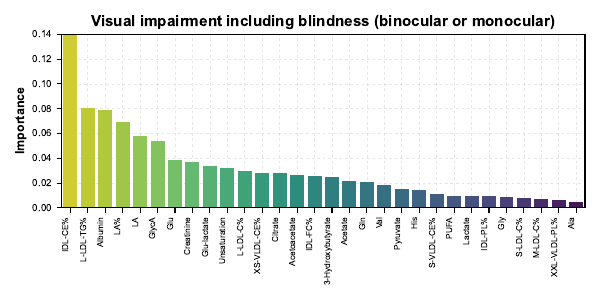 Visual impairment including blindness (binocular or monocular)
Importance
0.14
0.12
0.10
0.08
0.06
0.04
0.02
0.00
IDL-CE%
L-LDL-TG%
Albumin
LA%
LA
GlycA
Glu
Creatinine
Glu-lactate
Unsaturation
L-LDL-C%
XS-VLDL-CE%
Citrate
Acetoacetate
IDL-FC%
3-Hydroxybutyrate
Acetate
Gln
Val
Pyruvate
His
S-VLDL-CE%
PUFA
Lactate
IDL-PL%
Gly
S-LDL-C%
M-LDL-C%
XXL-VLDL-PL%
Ala